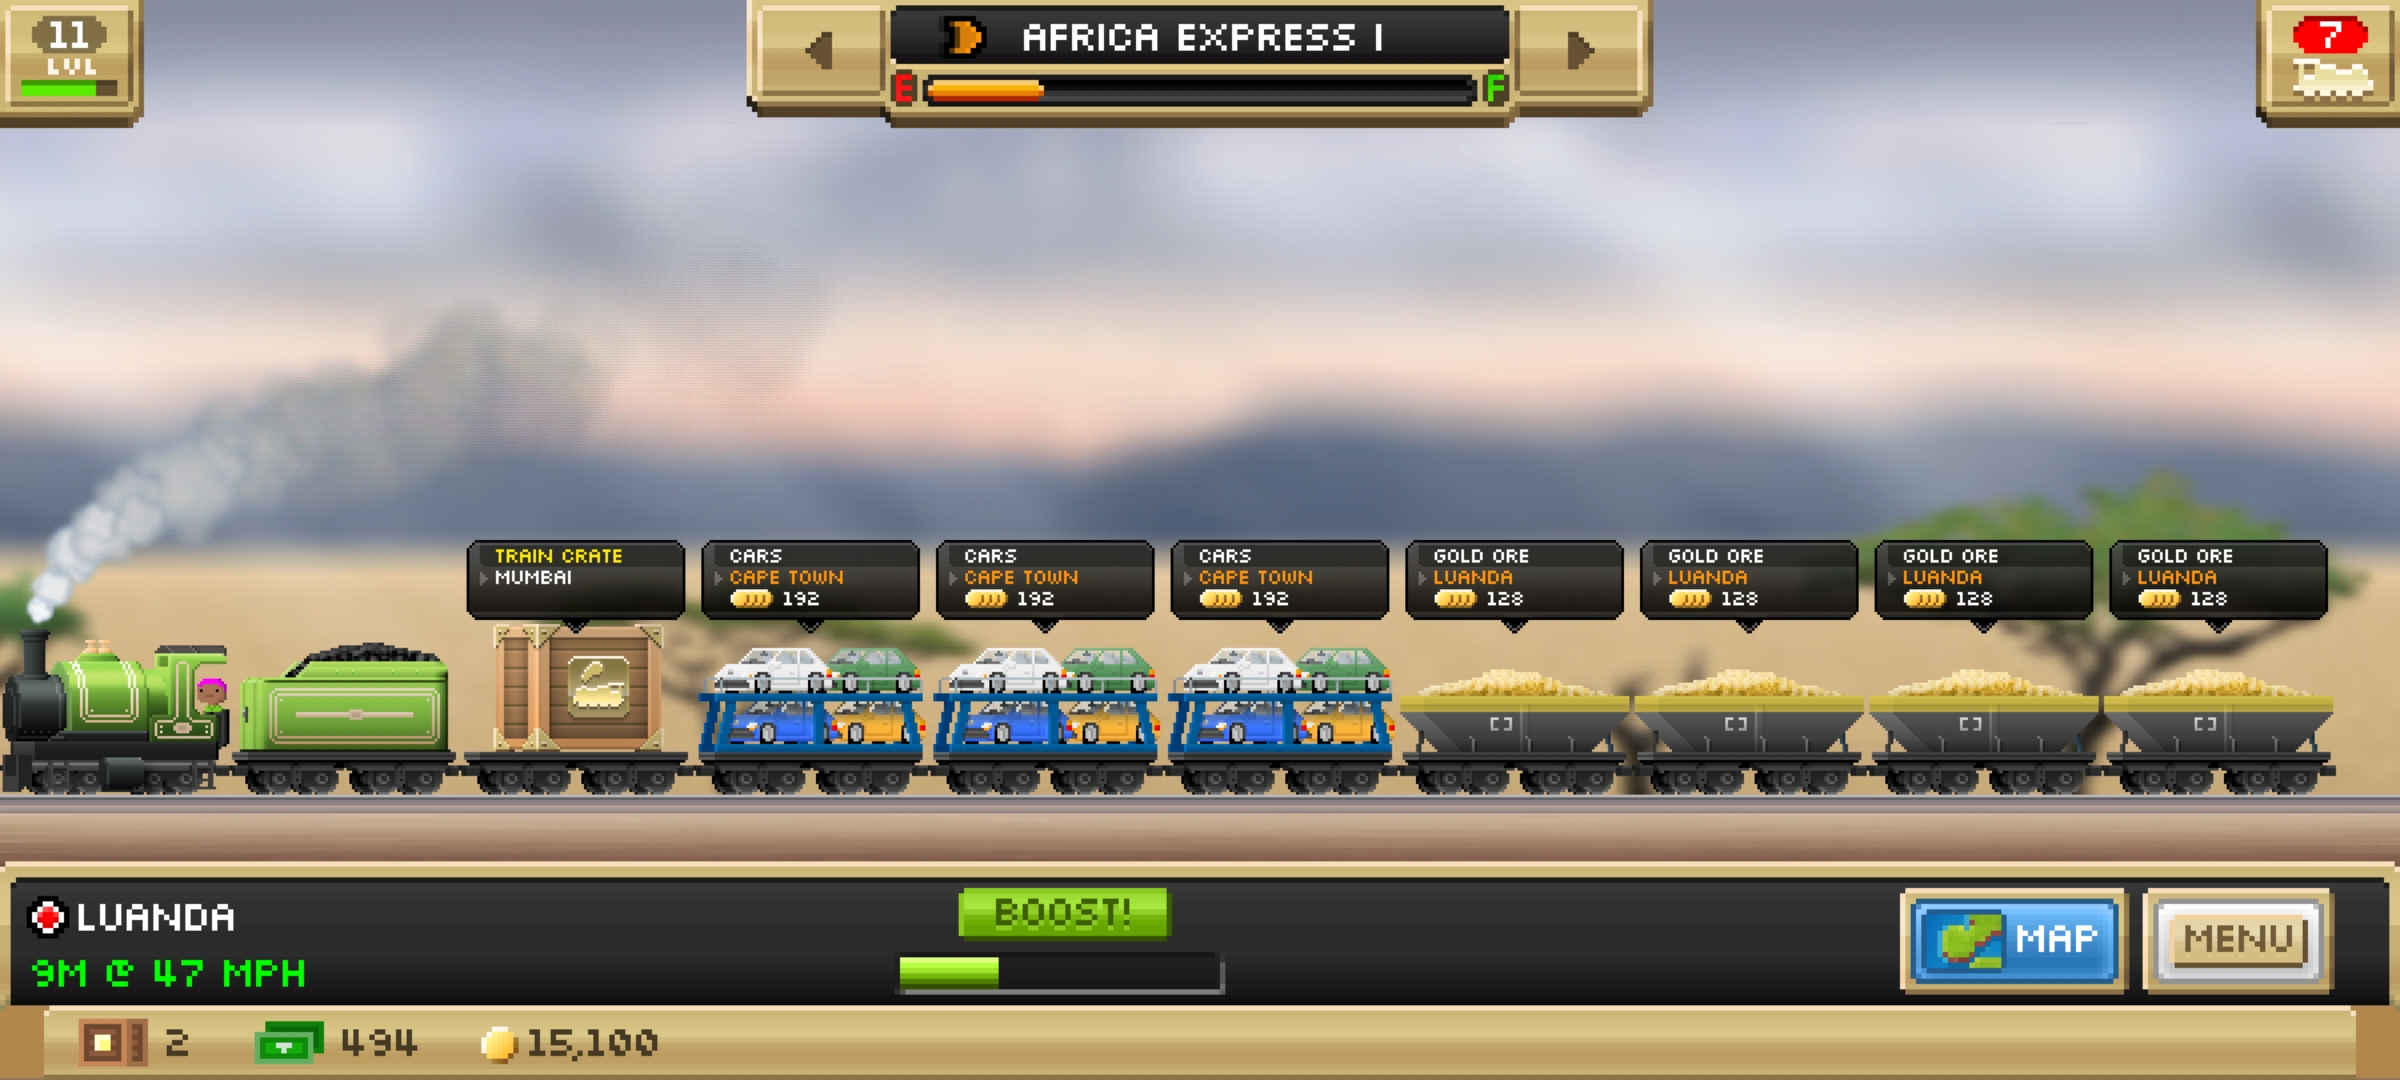 11
LVL
AFRICA EXPRESS I
E
F
7
TRAIN CRATE
MUMBAI
CARS
CAPE TOWN
192
CARS
CAPE TOWN
192
CARS
CAPE TOWN
192
GOLD ORE
LUANDA
128
GOLD ORE
LUANDA
128
GOLD ORE
LUANDA
128
GOLD ORE
LUANDA
128
LUANDA
9M @ 47 MPH
BOOST!
MAP
MENU
2
494
15,100